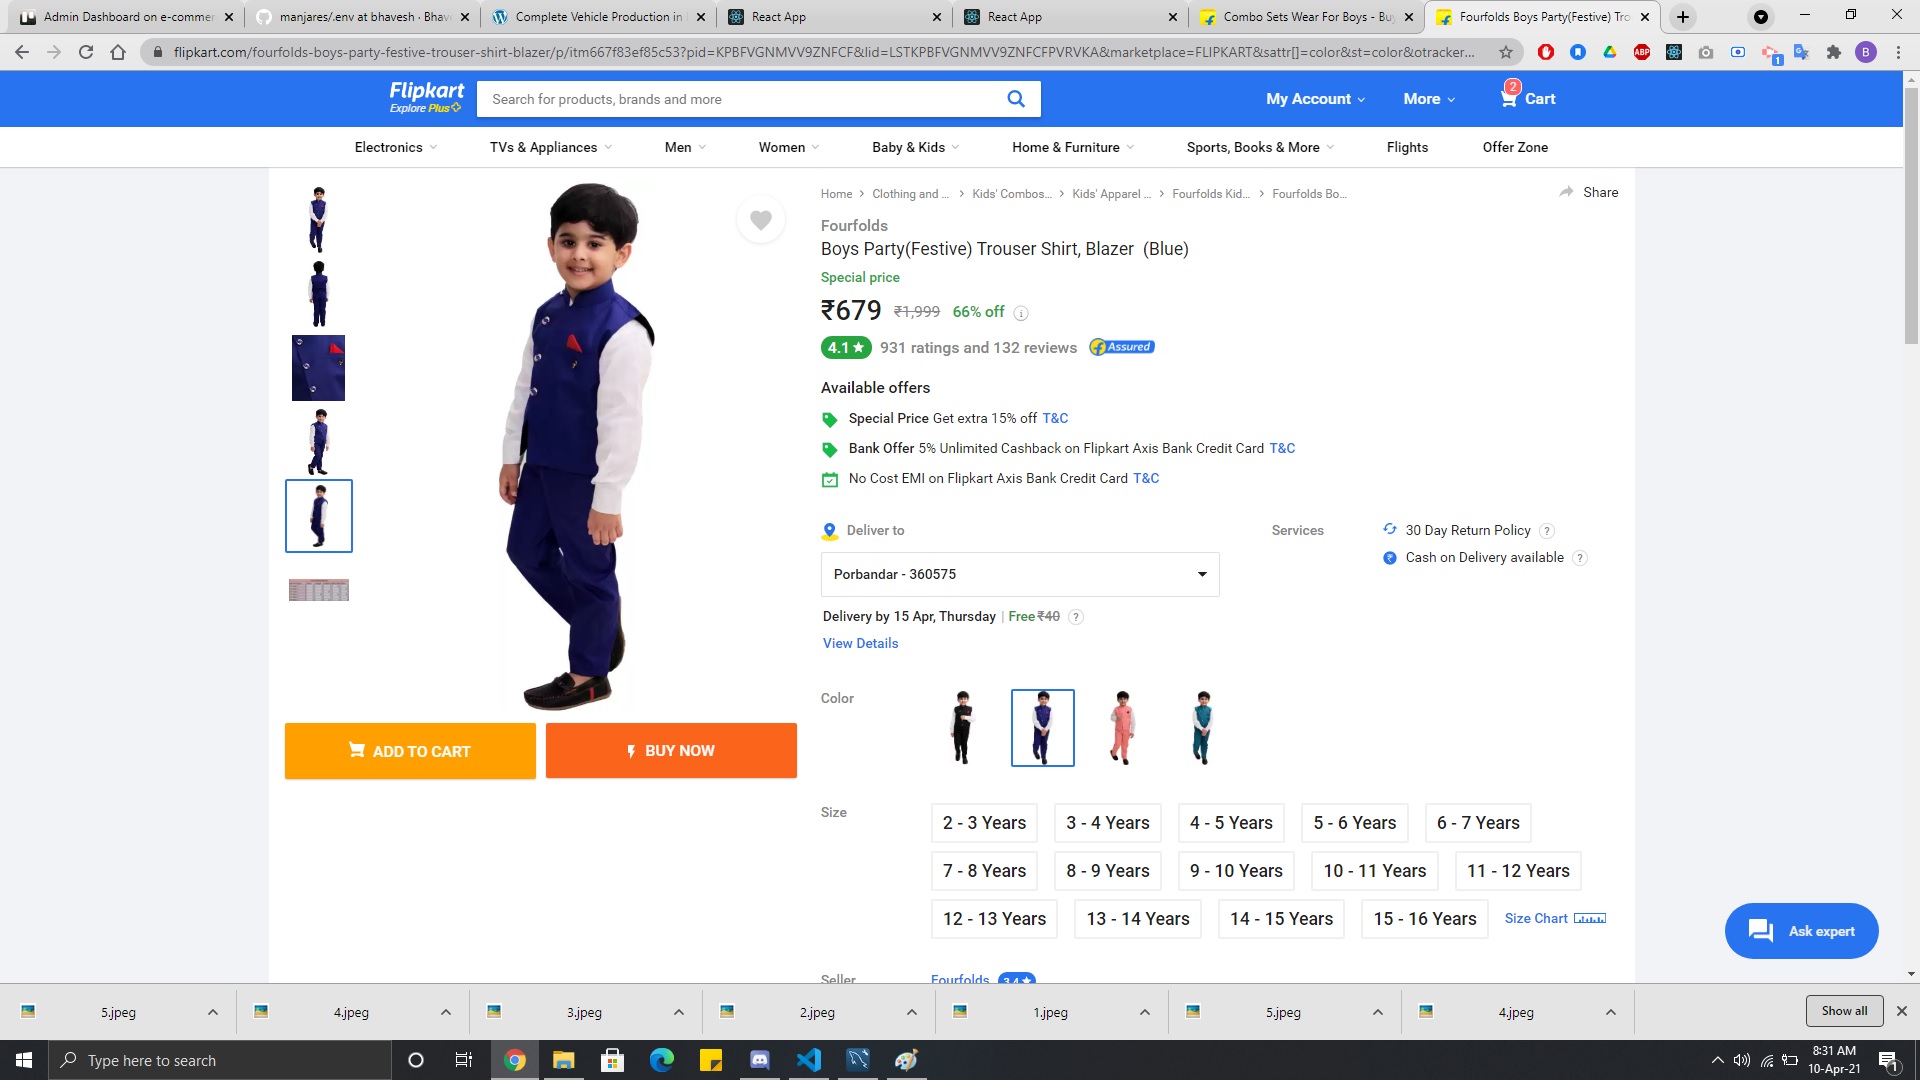 Admin Dashboard on e-commer
manjares/.env at bhavesh · Bhav
Complete Vehicle Production in
React App
React App
Combo Sets Wear For Boys - Buy
Fourfolds Boys Party(Festive) Tro
flipkart.com/fourfolds-boys-party-festive-trouser-shirt-blazer/p/itm667f83ef85c53?pid=KPBFVGNMVV9ZNFCF&lid=LSTKPBFVGNMVV9ZNFCFPVRVKA&marketplace=FLIPKART&sattr[]=color&st=color&otracker...
ABP
1
B
Flipkart
Explore Plus
Search for products, brands and more
My Account
More
2
Cart
Electronics
TVs & Appliances
Men
Women
Baby & Kids
Home & Furniture
Sports, Books & More
Flights
Offer Zone
Home > Clothing and ... > Kids' Combos... > Kids' Apparel ... > Fourfolds Kid... > Fourfolds Bo...
Share
Fourfolds
Boys Party(Festive) Trouser Shirt, Blazer (Blue)
Special price
₹679 ₹1,999 66% off
4.1★ 931 ratings and 132 reviews Assured
Available offers
Special Price Get extra 15% off T&C
Bank Offer 5% Unlimited Cashback on Flipkart Axis Bank Credit Card T&C
No Cost EMI on Flipkart Axis Bank Credit Card T&C
Deliver to
Porbandar - 360575
Delivery by 15 Apr, Thursday | Free ₹40 ?
View Details
Services
30 Day Return Policy ?
Cash on Delivery available ?
Color
ADD TO CART
BUY NOW
Size
2 - 3 Years
3 - 4 Years
4 - 5 Years
5 - 6 Years
6 - 7 Years
7 - 8 Years
8 - 9 Years
9 - 10 Years
10 - 11 Years
11 - 12 Years
12 - 13 Years
13 - 14 Years
14 - 15 Years
15 - 16 Years
Size Chart
Ask expert
Seller
Fourfolds 3.4★
5.jpeg
4.jpeg
3.jpeg
2.jpeg
1.jpeg
5.jpeg
4.jpeg
Show all
Type here to search
8:31 AM
10-Apr-21
1